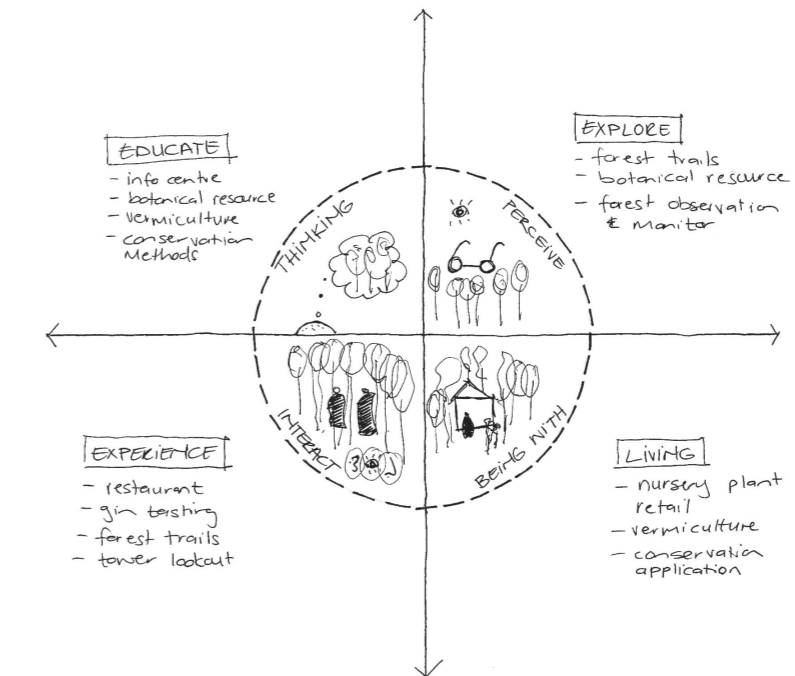 EDUCATE
- info centre
- botanical resource
- vermiculture
- conservation
methods
EXPLORE
- forest trails
- botanical resource
- forest observation
& monitor
THINKING
PERCEIVE
INTERACT
BEING WITH
EXPERIENCE
- restaurant
- gin tasting
- forest trails
- tower lookout
LIVING
- nursery plant
retail
- vermiculture
- conservation
application